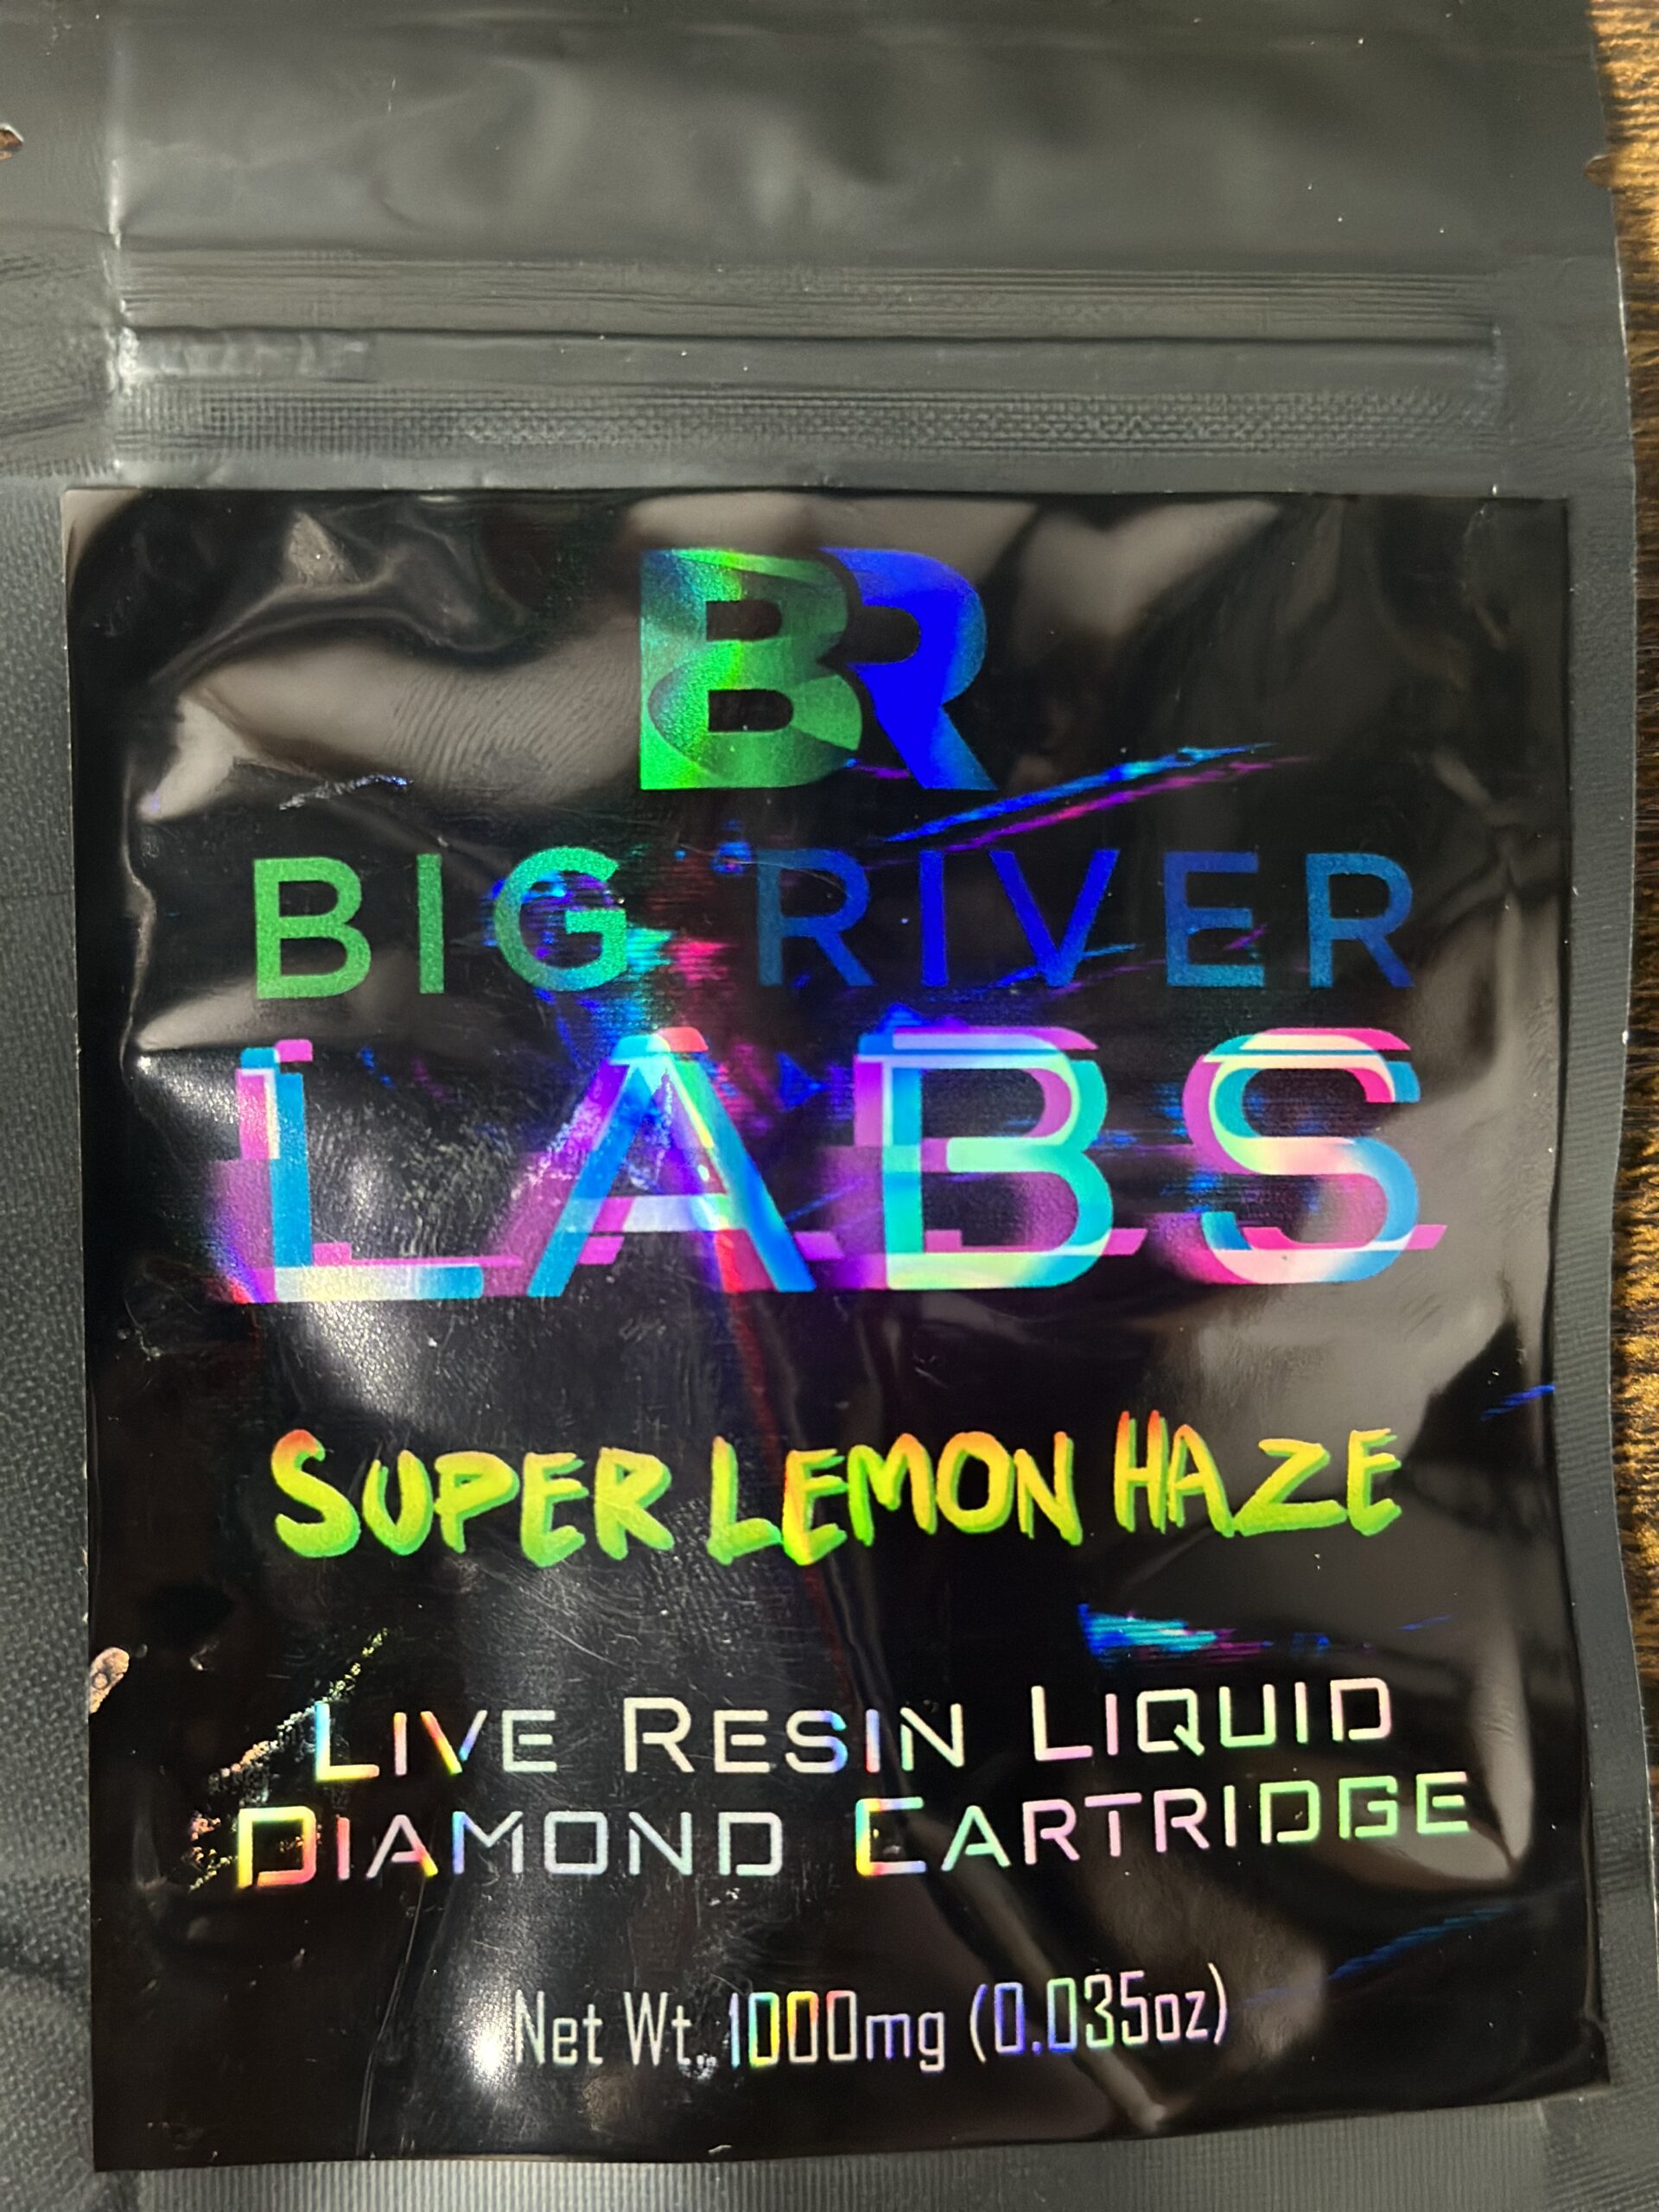 BR
BIG RIVER
LABS
SUPER LEMON HAZE
LIVE RESIN LIQUID
DIAMOND CARTRIDGE
Net Wt. 1000mg (0.035oz)